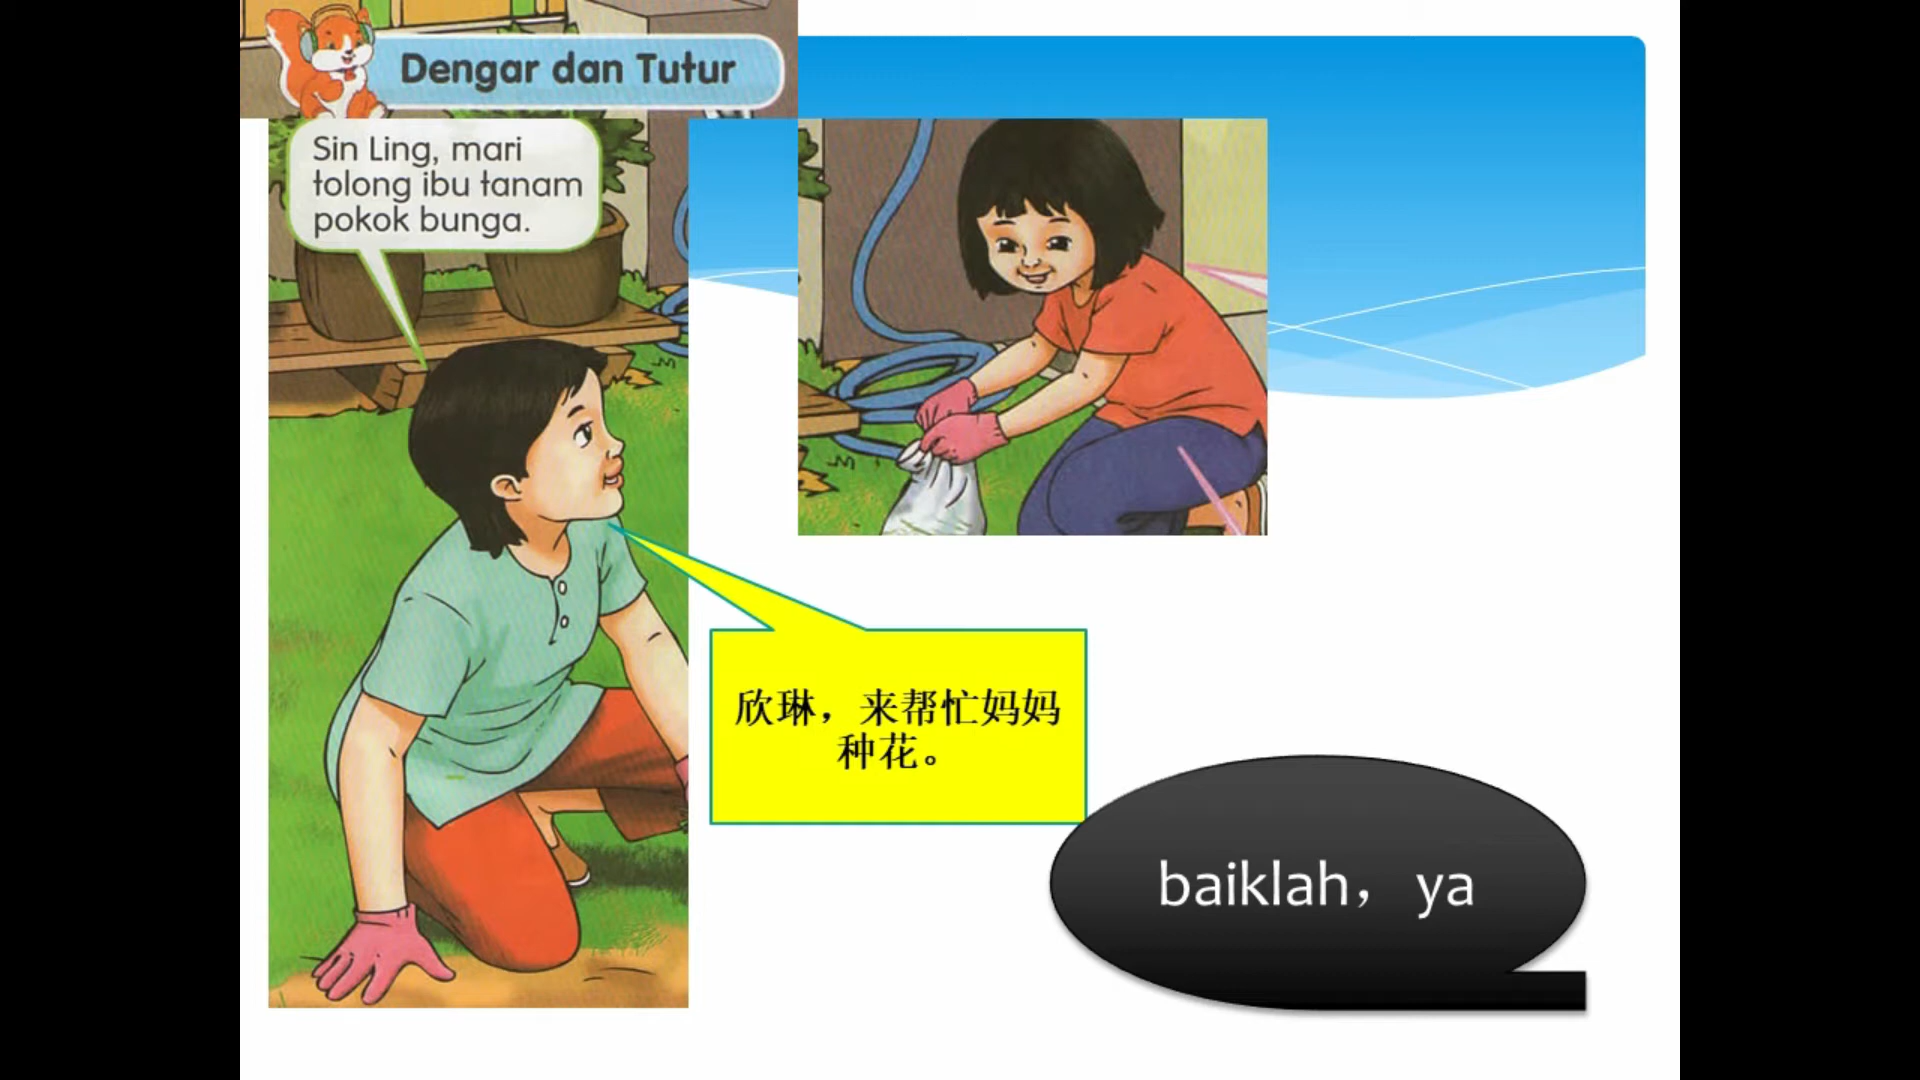 Dengar dan Tutur
Sin Ling, mari
tolong ibu tanam
pokok bunga.
欣琳，来帮忙妈妈
种花。
baiklah， ya